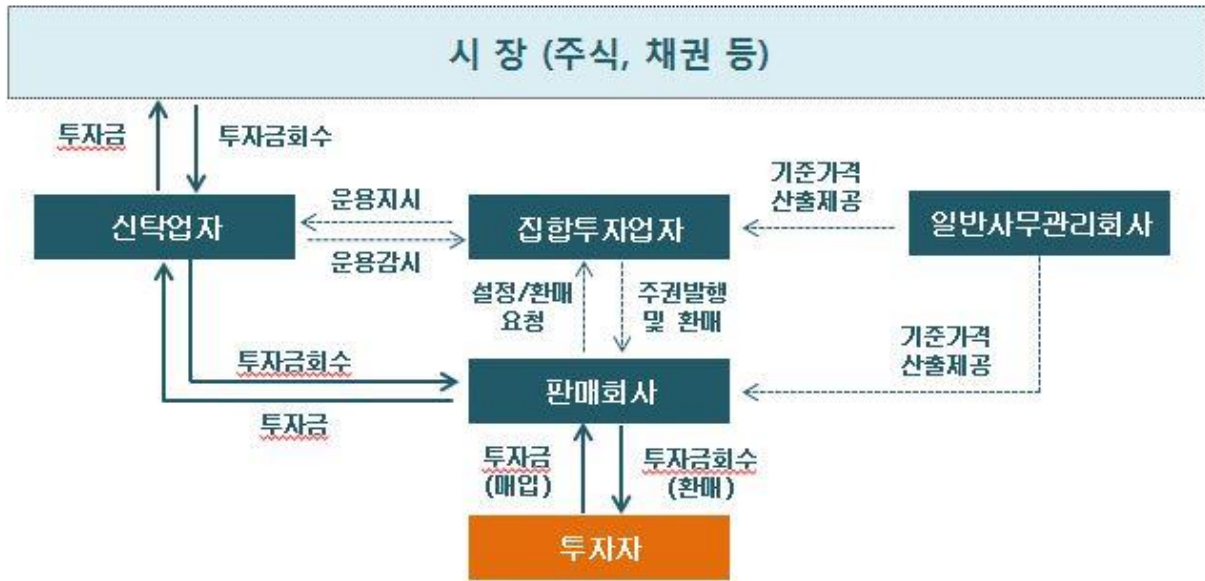 시 장 (주식, 채권 등)
투자금
투자금회수
기준가격
산출제공
운용지시
신탁업자
집합투자업자
일반사무관리회사
운용감시
설정/환매
요청
주권발행
및 환매
기준가격
산출제공
투자금회수
판매회사
투자금
투자금
(매입)
투자금회수
(환매)
투자자